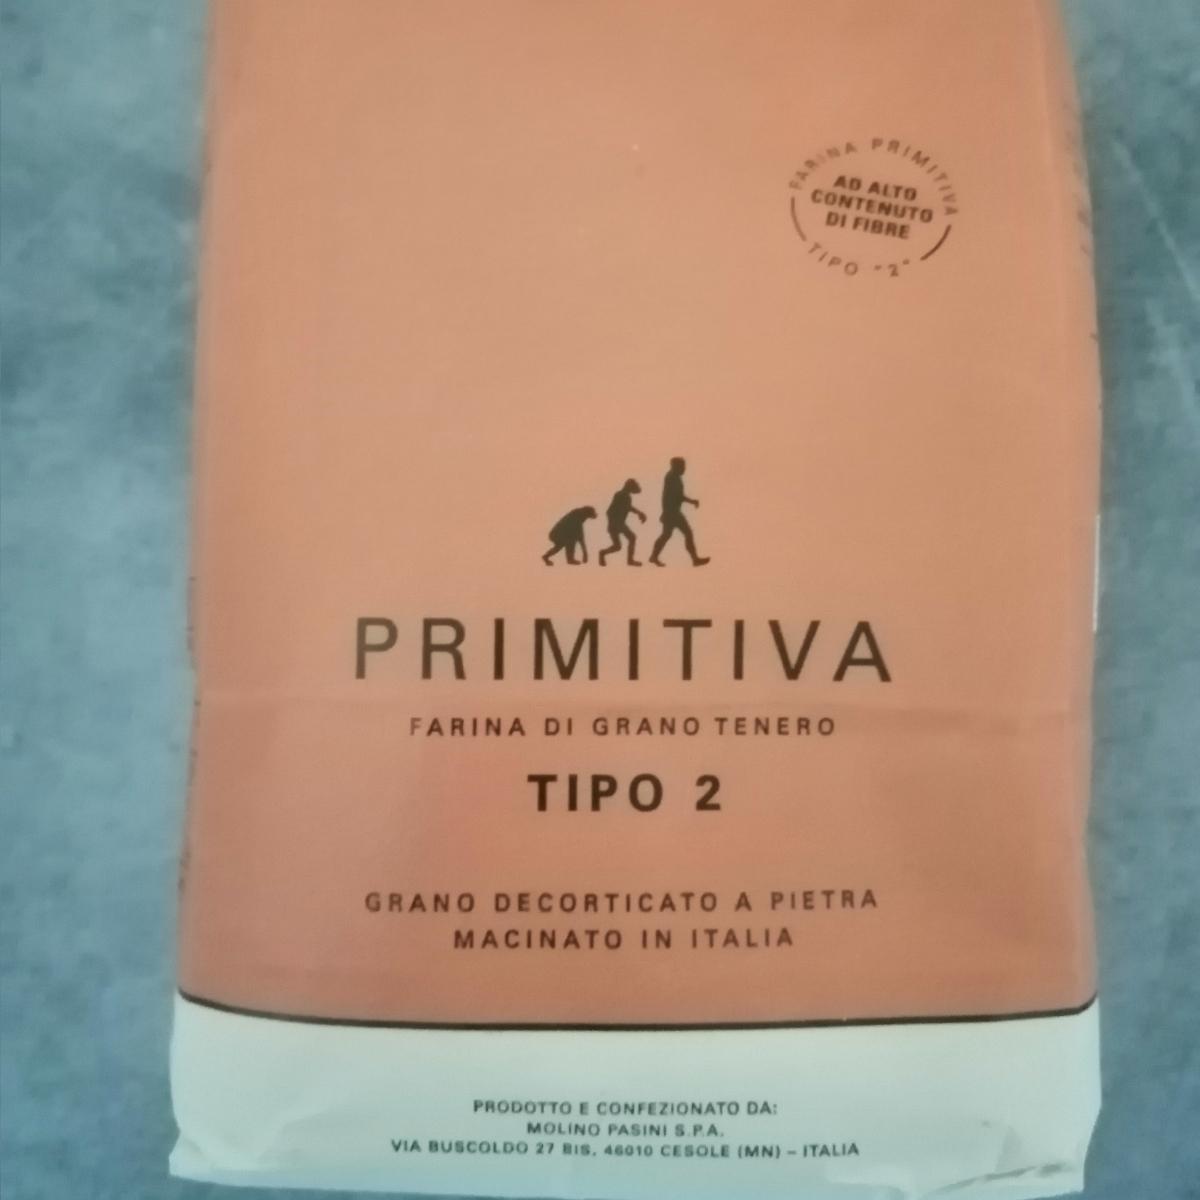 FARINA PRIMITIVA
AD ALTO
CONTENUTO
DI FIBRE
TIPO "2"
PRIMITIVA
FARINA DI GRANO TENERO
TIPO 2
GRANO DECORTICATO A PIETRA
MACINATO IN ITALIA
PRODOTTO E CONFEZIONATO DA:
MOLINO PASINI S.P.A.
VIA BUSCOLDO 27 BIS, 46010 CESOLE (MN) – ITALIA